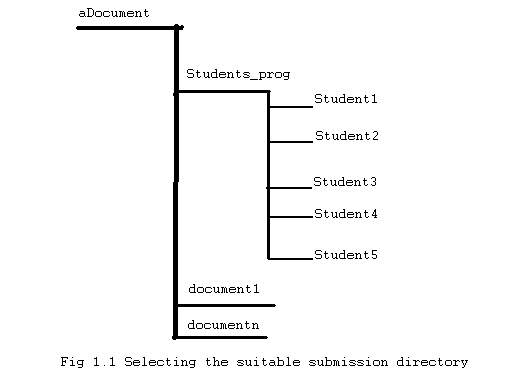 aDocument
Students_prog
Student1
Student2
Student3
Student4
Student5
document1
documentn
Fig 1.1 Selecting the suitable submission directory